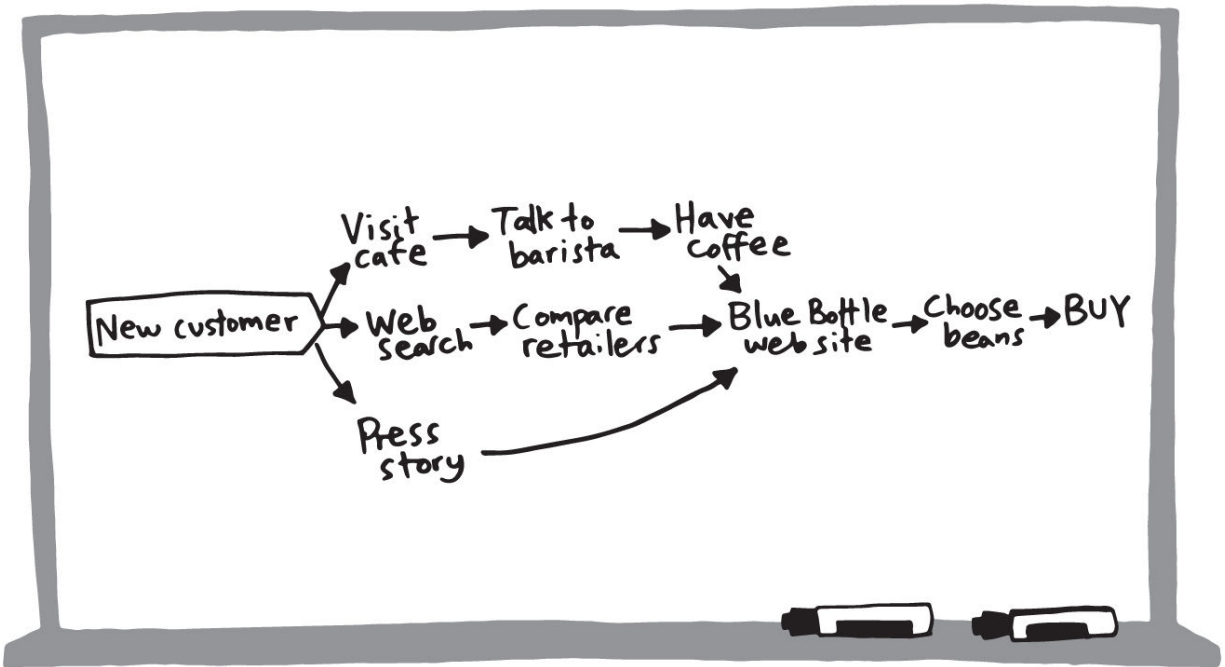 Visit
cafe
Talk to
barista
Have
coffee
New customer
Web
search
Compare
retailers
Blue Bottle
web site
Choose
beans
BUY
Press
story